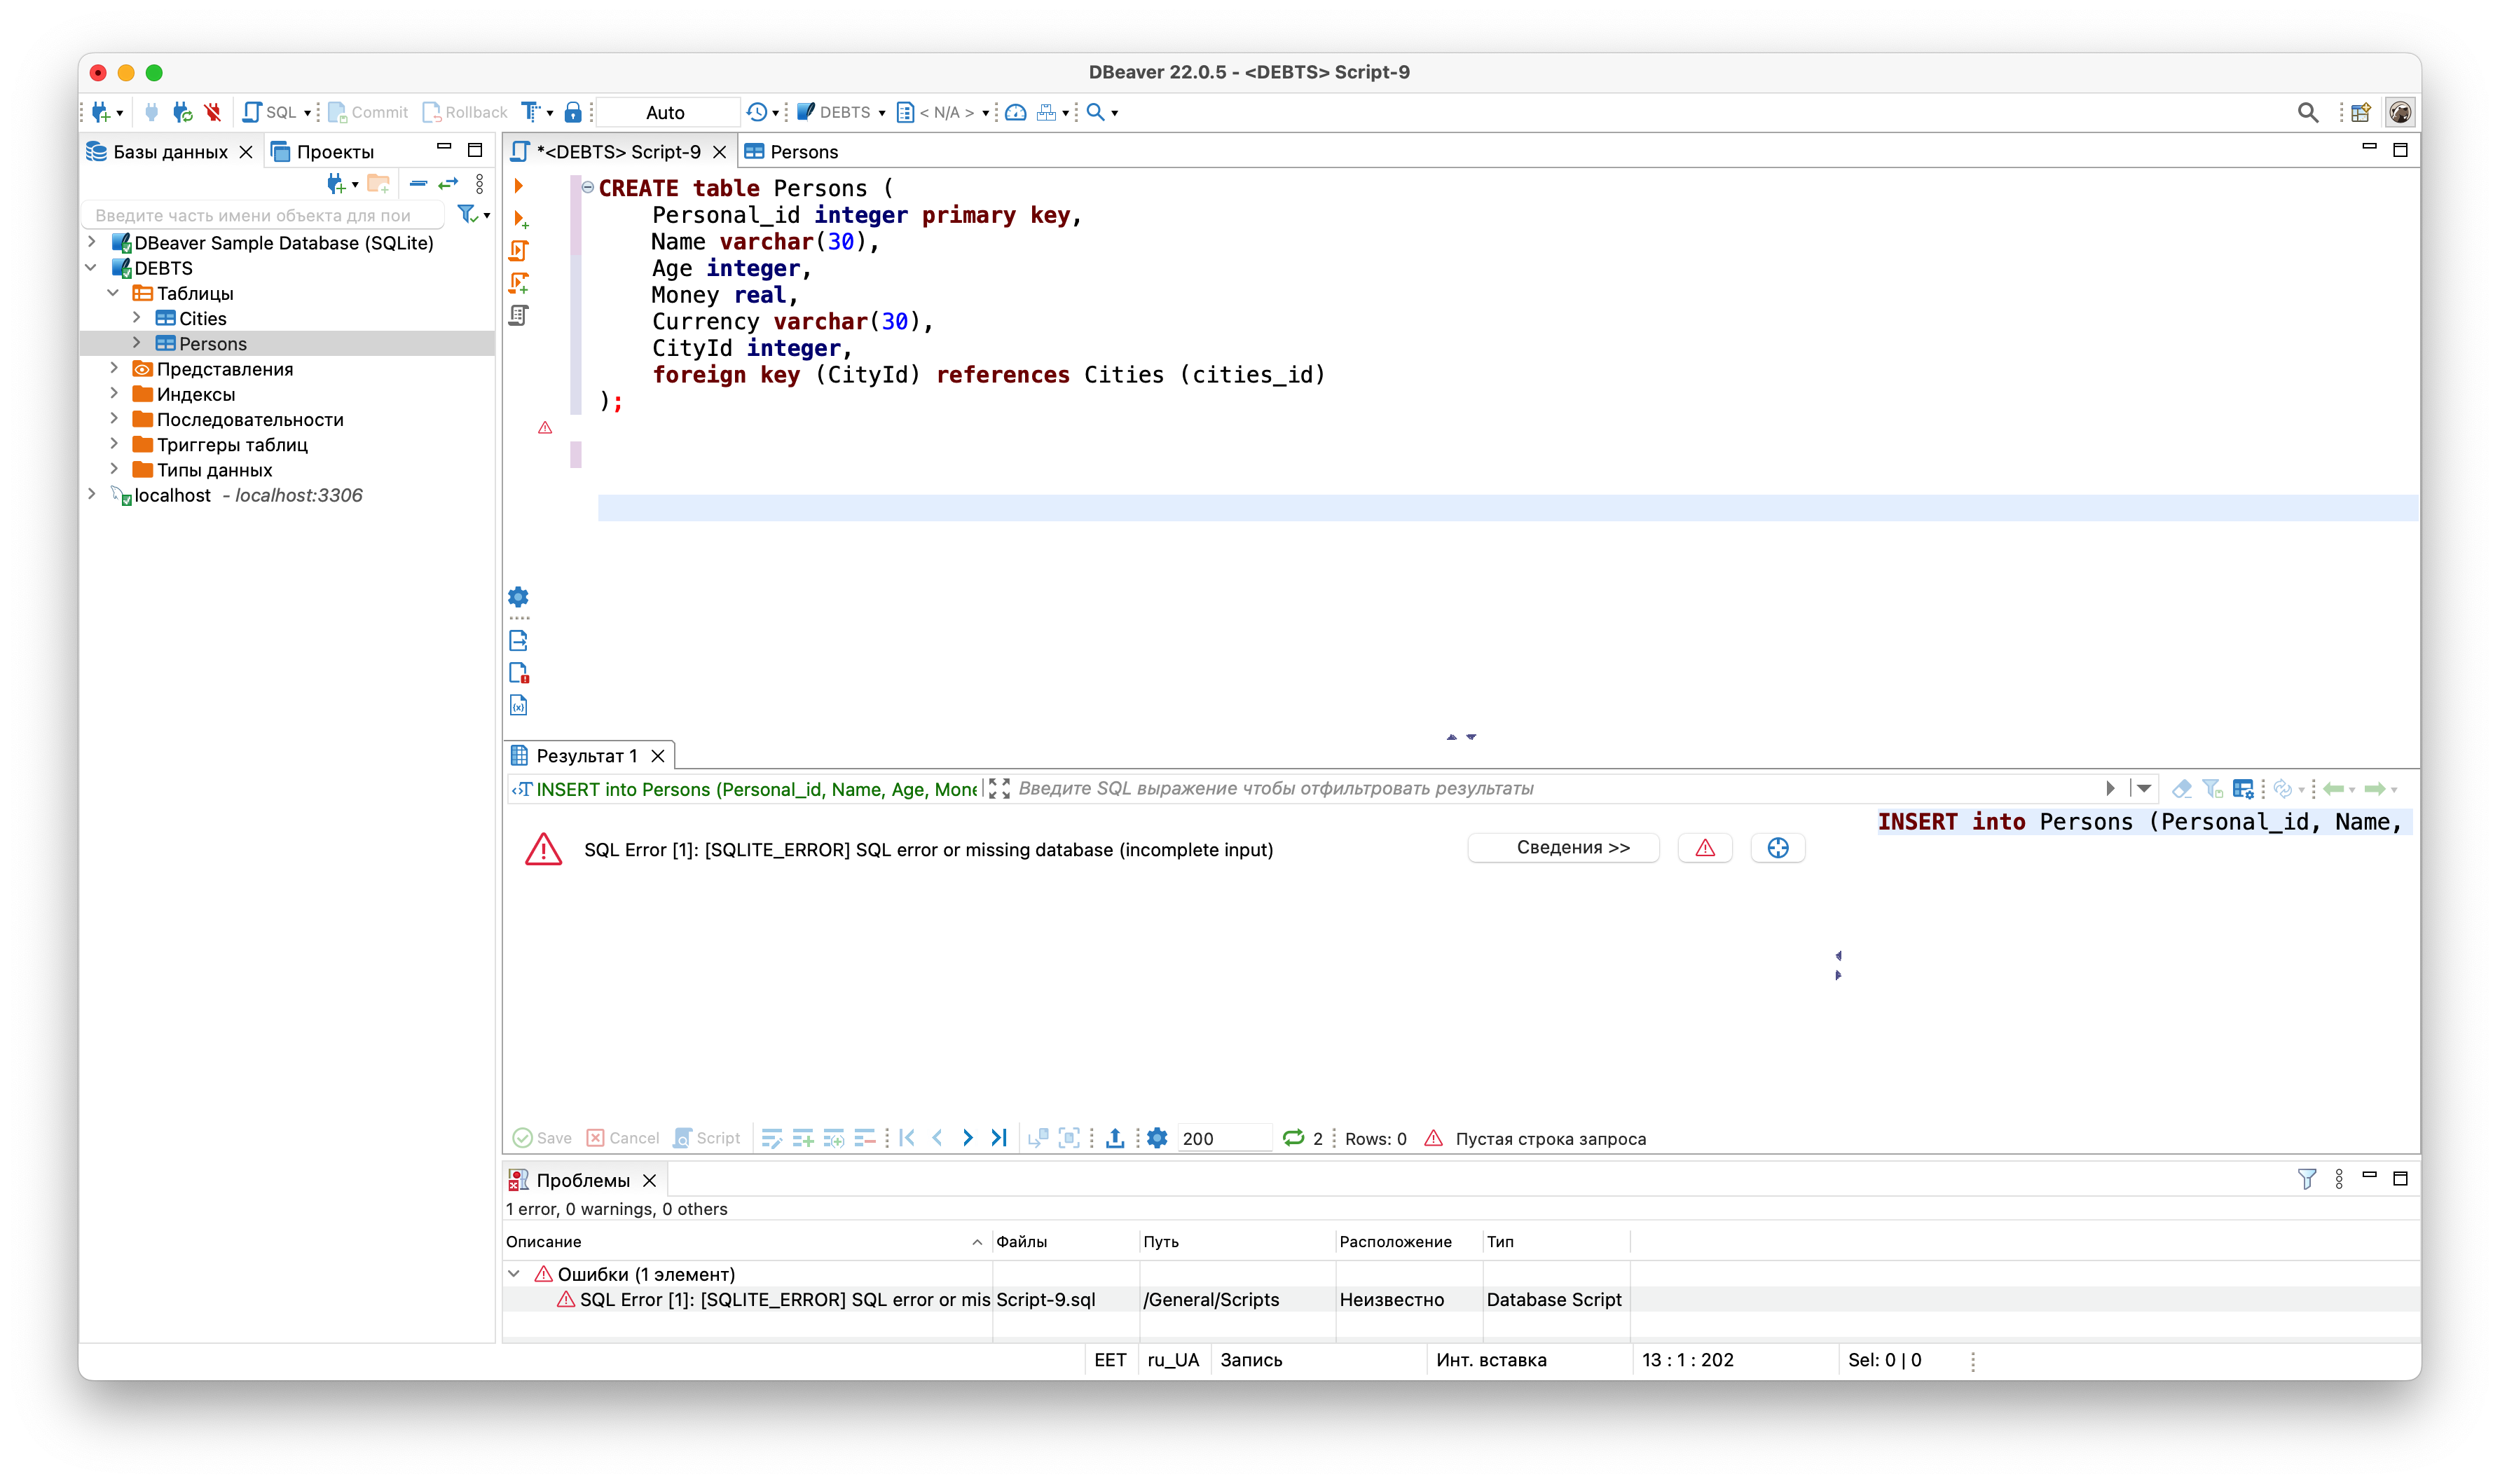 DBeaver 22.0.5 - <DEBTS> Script-9
SQL
Commit
Rollback
Auto
DEBTS
< N/A >
Базы данных
Проекты
Введите часть имени объекта для пои
DBeaver Sample Database (SQLite)
DEBTS
Таблицы
Cities
Persons
Представления
Индексы
Последовательности
Триггеры таблиц
Типы данных
localhost - localhost:3306
*<DEBTS> Script-9
Persons
CREATE table Persons (
Personal_id integer primary key,
Name varchar(30),
Age integer,
Money real,
Currency varchar(30),
CityId integer,
foreign key (CityId) references Cities (cities_id)
);
Результат 1
INSERT into Persons (Personal_id, Name, Age, Mone
Введите SQL выражение чтобы отфильтровать результаты
SQL Error [1]: [SQLITE_ERROR] SQL error or missing database (incomplete input)
Сведения >>
INSERT into Persons (Personal_id, Name,
Save
Cancel
Script
200
2
Rows: 0
Пустая строка запроса
Проблемы
1 error, 0 warnings, 0 others
Описание
Файлы
Путь
Расположение
Тип
Ошибки (1 элемент)
SQL Error [1]: [SQLITE_ERROR] SQL error or mis
Script-9.sql
/General/Scripts
Неизвестно
Database Script
EET
ru_UA
Запись
Инт. вставка
13 : 1 : 202
Sel: 0 | 0